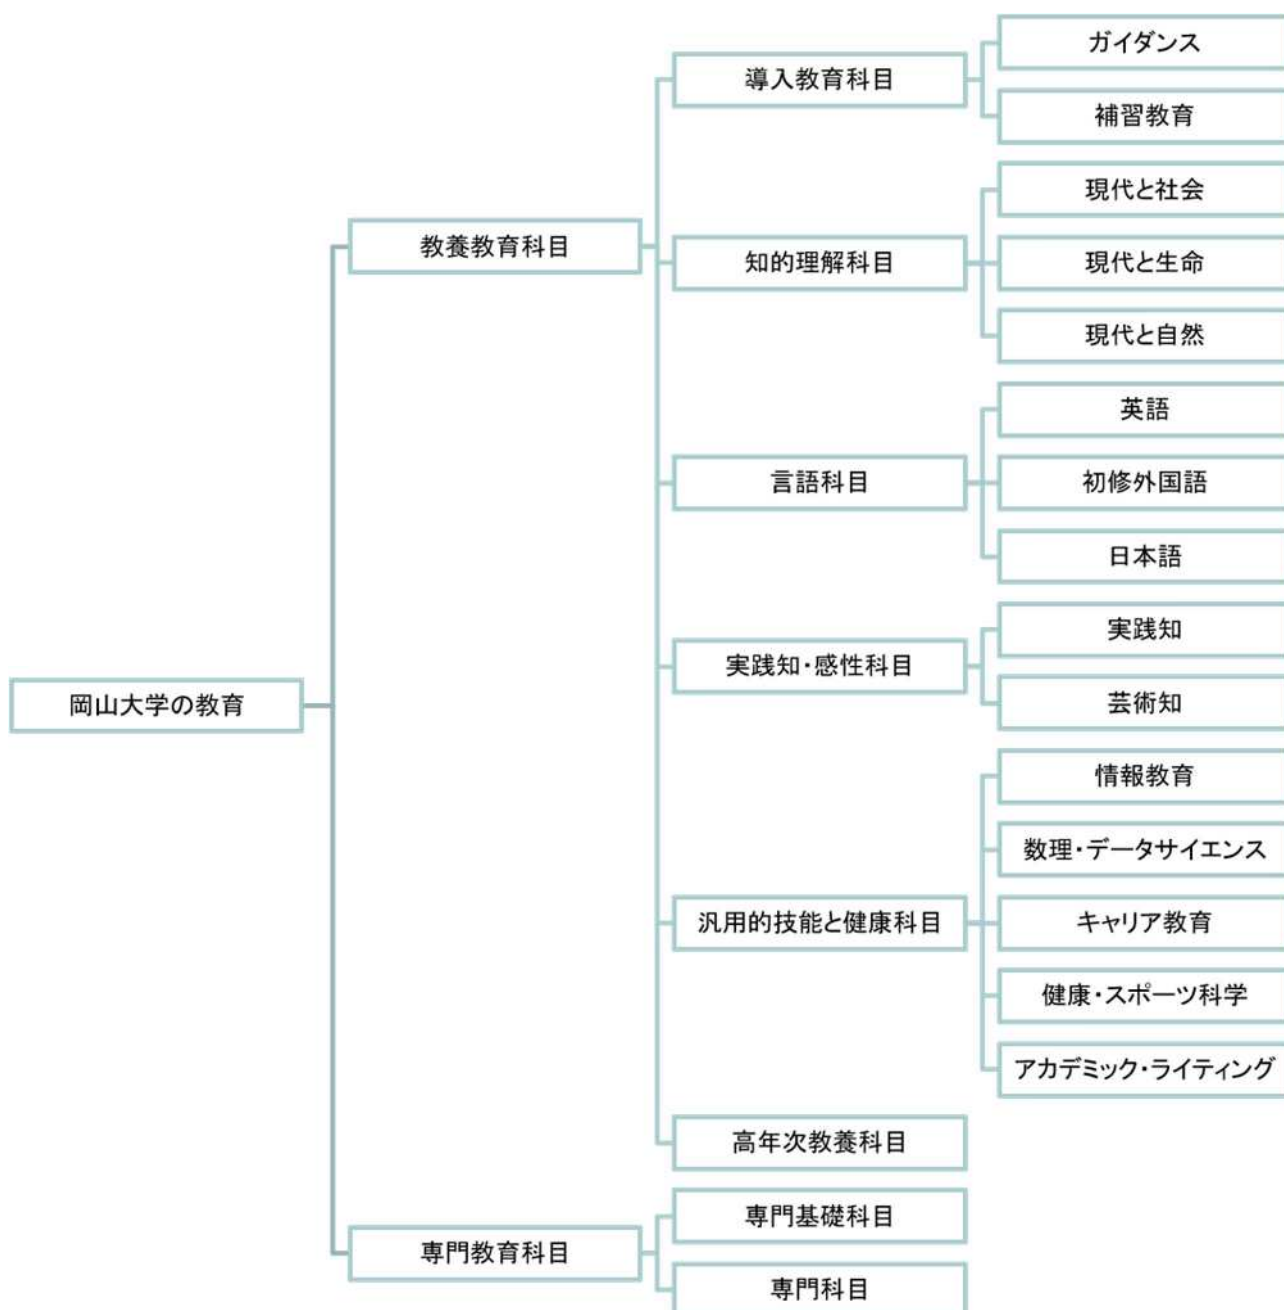 岡山大学の教育
教養教育科目
導入教育科目
ガイダンス
補習教育
知的理解科目
現代と社会
現代と生命
現代と自然
言語科目
英語
初修外国語
日本語
実践知・感性科目
実践知
芸術知
汎用的技能と健康科目
情報教育
数理・データサイエンス
キャリア教育
健康・スポーツ科学
アカデミック・ライティング
高年次教養科目
専門教育科目
専門基礎科目
専門科目